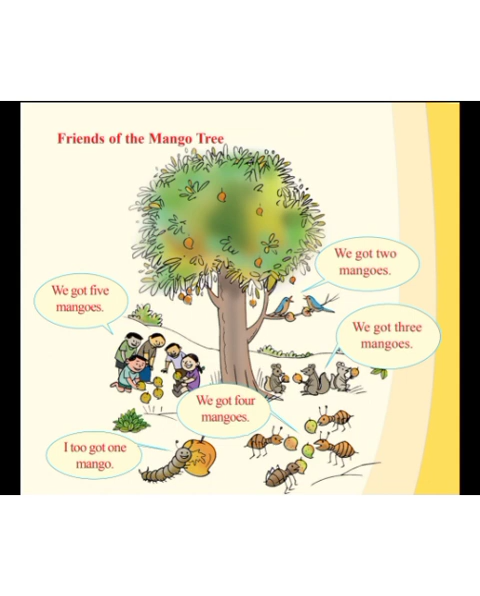 Friends of the Mango Tree
We got two
mangoes.
We got five
mangoes.
We got three
mangoes.
We got four
mangoes.
I too got one
mango.